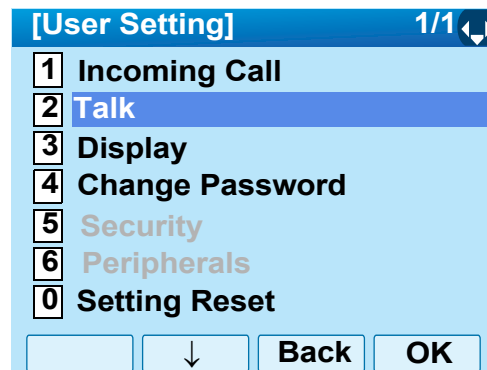 [User Setting] 1/1
1 Incoming Call
2 Talk
3 Display
4 Change Password
5 Security
6 Peripherals
0 Setting Reset
↓ Back OK